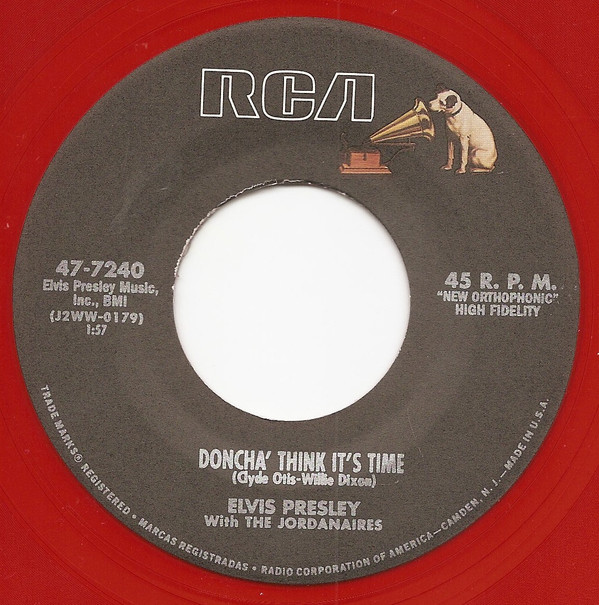 RCA
47-7240
Elvis Presley Music,
Inc., BMI
(J2WW-0179)
1:57
45 R. P. M.
"NEW ORTHOPHONIC"
HIGH FIDELITY
DONCHA' THINK IT'S TIME
(Clyde Otis-Willie Dixon)
ELVIS PRESLEY
With THE JORDANAIRES
TRADE MARKS® REGISTERED • MARCAS REGISTRADAS • RADIO CORPORATION OF AMERICA—CAMDEN, N. J.—MADE IN U.S.A.